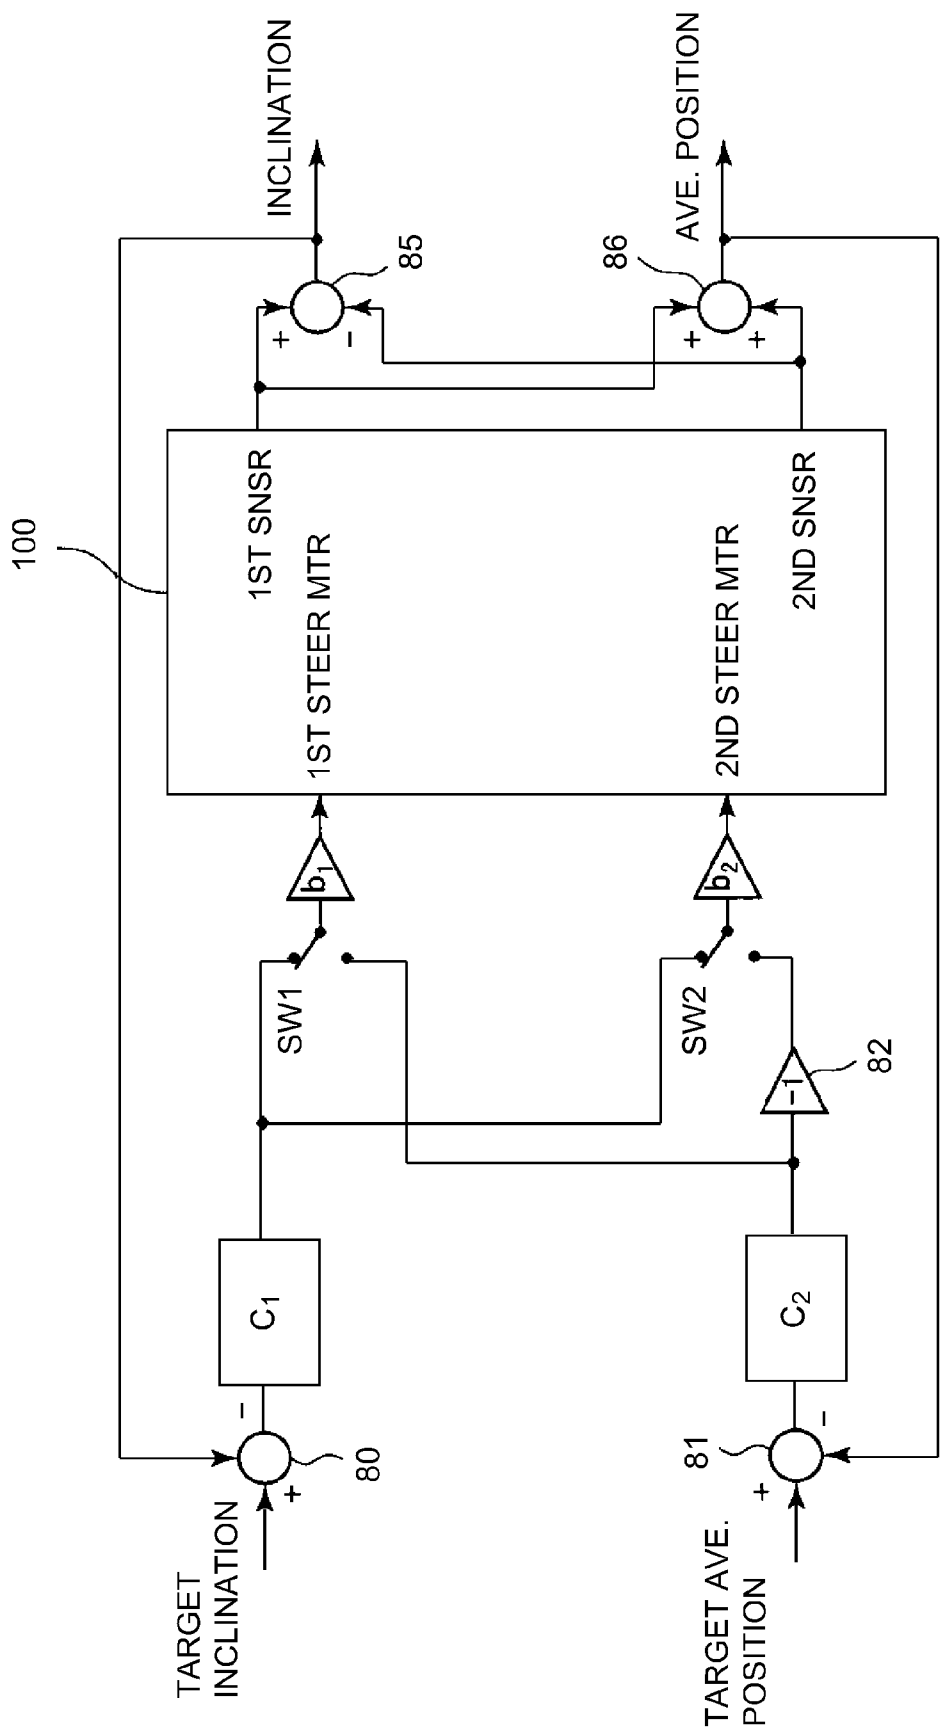 100
TARGET
INCLINATION
+
−
80
C1
SW1
b1
1ST STEER MTR
1ST SNSR
+
−
85
INCLINATION
TARGET AVE.
POSITION
+
−
81
C2
−1
82
SW2
b2
2ND STEER MTR
2ND SNSR
+
+
86
AVE. POSITION